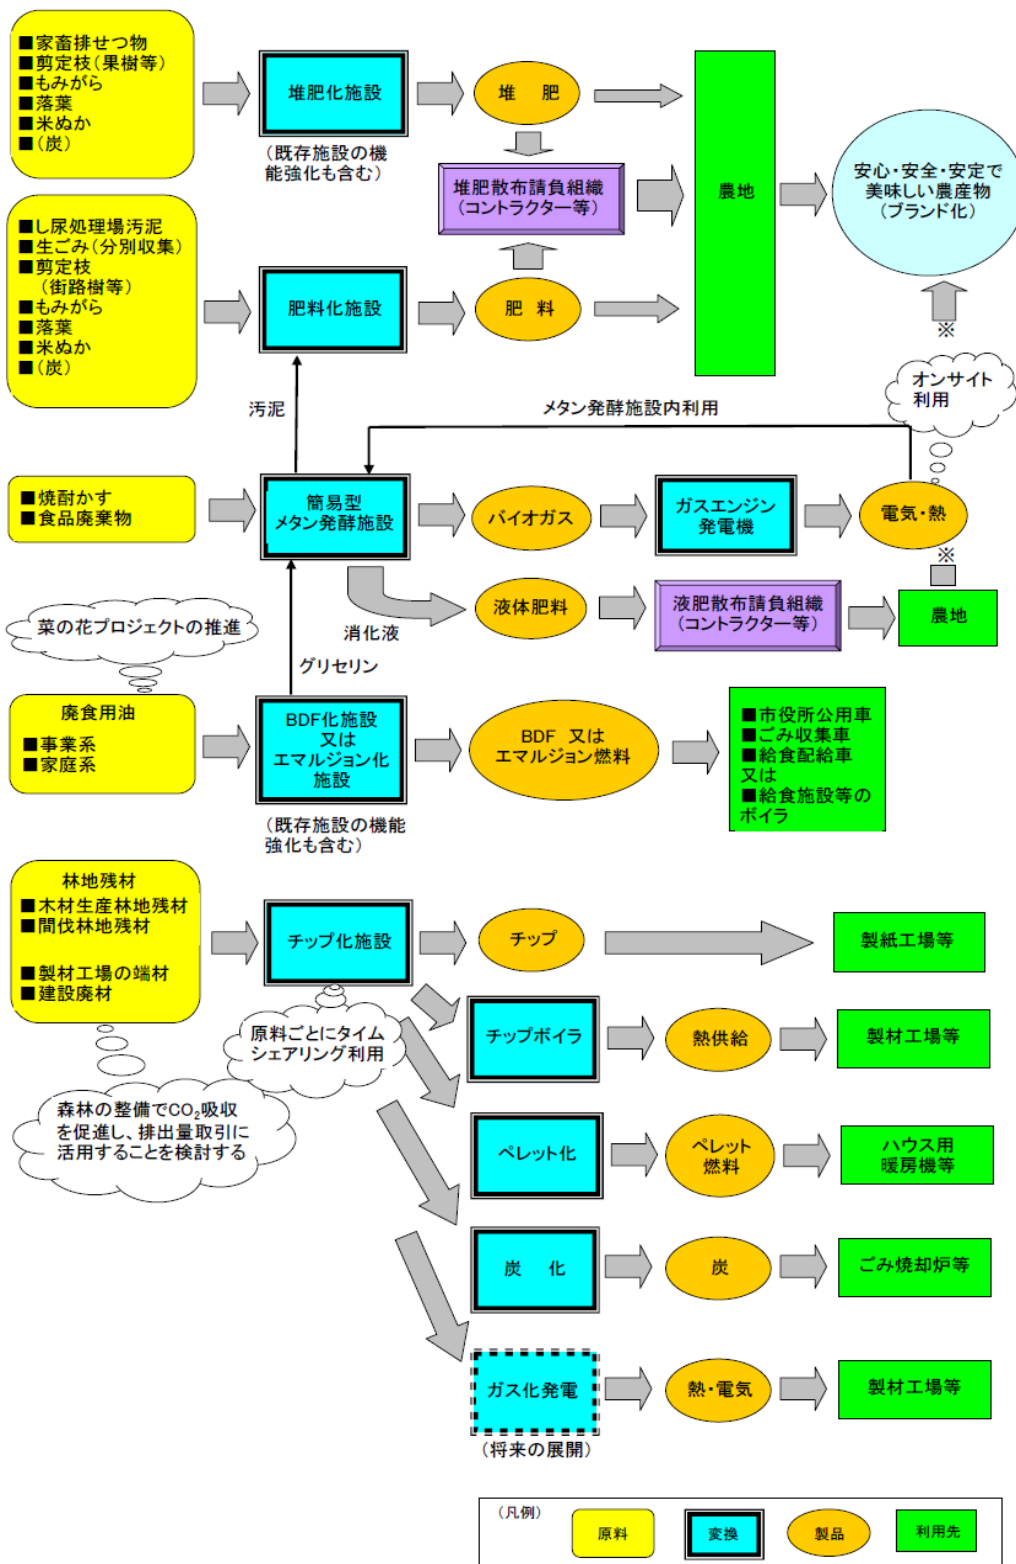 ■家畜排せつ物
■剪定枝(果樹等)
■もみがら
■落葉
■米ぬか
■(炭)
堆肥化施設
(既存施設の機
能強化も含む)
堆　肥
堆肥散布請負組織
(コントラクター等)
農地
安心・安全・安定で
美味しい農産物
(ブランド化)
■し尿処理場汚泥
■生ごみ(分別収集)
■剪定枝
(街路樹等)
■もみがら
■落葉
■米ぬか
■(炭)
肥料化施設
肥 料
※
オンサイト
利用
汚泥
メタン発酵施設内利用
■焼酎かす
■食品廃棄物
簡易型
メタン発酵施設
バイオガス
ガスエンジン
発電機
電気・熱
※
消化液
液体肥料
液肥散布請負組織
(コントラクター等)
農地
菜の花プロジェクトの推進
グリセリン
廃食用油
■事業系
■家庭系
BDF化施設
又は
エマルジョン化
施設
(既存施設の機能
強化も含む)
BDF 又は
エマルジョン燃料
■市役所公用車
■ごみ収集車
■給食配給車
又は
■給食施設等の
ボイラ
林地残材
■木材生産林地残材
■間伐林地残材
■製材工場の端材
■建設廃材
チップ化施設
チップ
製紙工場等
原料ごとにタイム
シェアリング利用
チップボイラ
熱供給
製材工場等
森林の整備でCO₂吸収
を促進し、排出量取引に
活用することを検討する
ペレット化
ペレット
燃料
ハウス用
暖房機等
炭　化
炭
ごみ焼却炉等
ガス化発電
(将来の展開)
熱・電気
製材工場等
(凡例)
原料
変換
製品
利用先